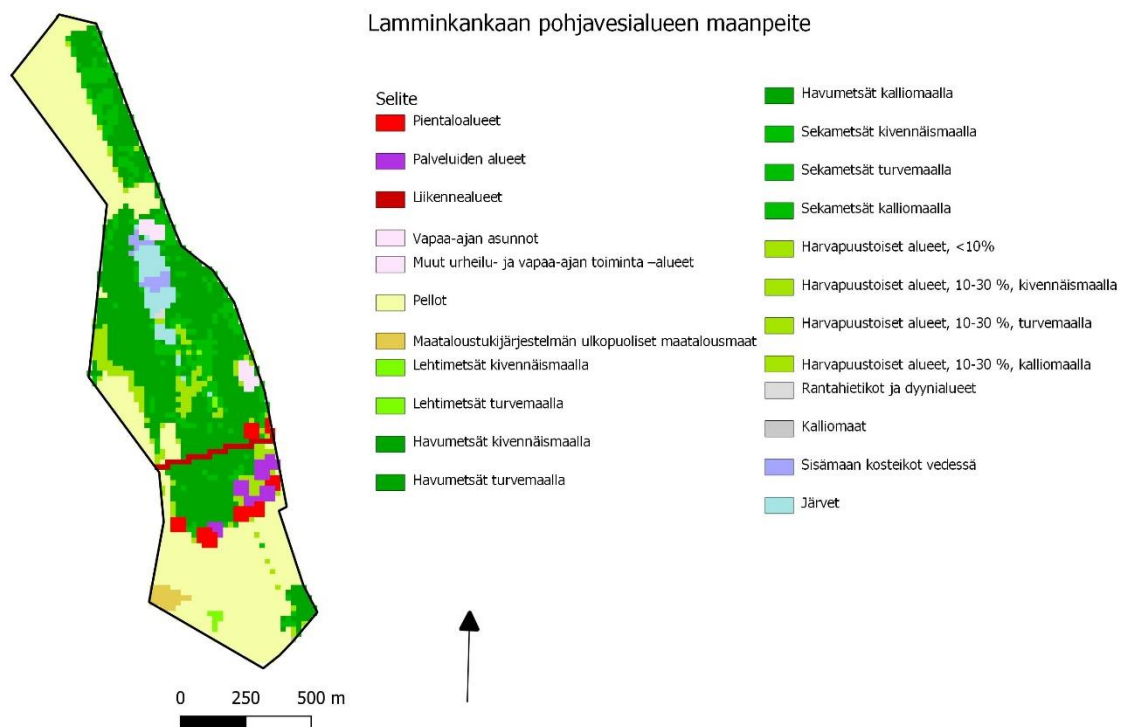 Lamminkankaan pohjavesialueen maanpeite
Selite
Pientaloalueet
Palveluiden alueet
Liikennealueet
Vapaa-ajan asunnot
Muut urheilu- ja vapaa-ajan toiminta –alueet
Pellot
Maataloustukijärjestelmän ulkopuoliset maatalousmaat
Lehtimetsät kivennäismaalla
Lehtimetsät turvemaalla
Havumetsät kivennäismaalla
Havumetsät turvemaalla
Havumetsät kalliomaalla
Sekametsät kivennäismaalla
Sekametsät turvemaalla
Sekametsät kalliomaalla
Harvapuustoiset alueet, <10%
Harvapuustoiset alueet, 10-30 %, kivennäismaalla
Harvapuustoiset alueet, 10-30 %, turvemaalla
Harvapuustoiset alueet, 10-30 %, kalliomaalla
Rantahietikot ja dyynialueet
Kalliomaat
Sisämaan kosteikot vedessä
Järvet
0 250 500 m